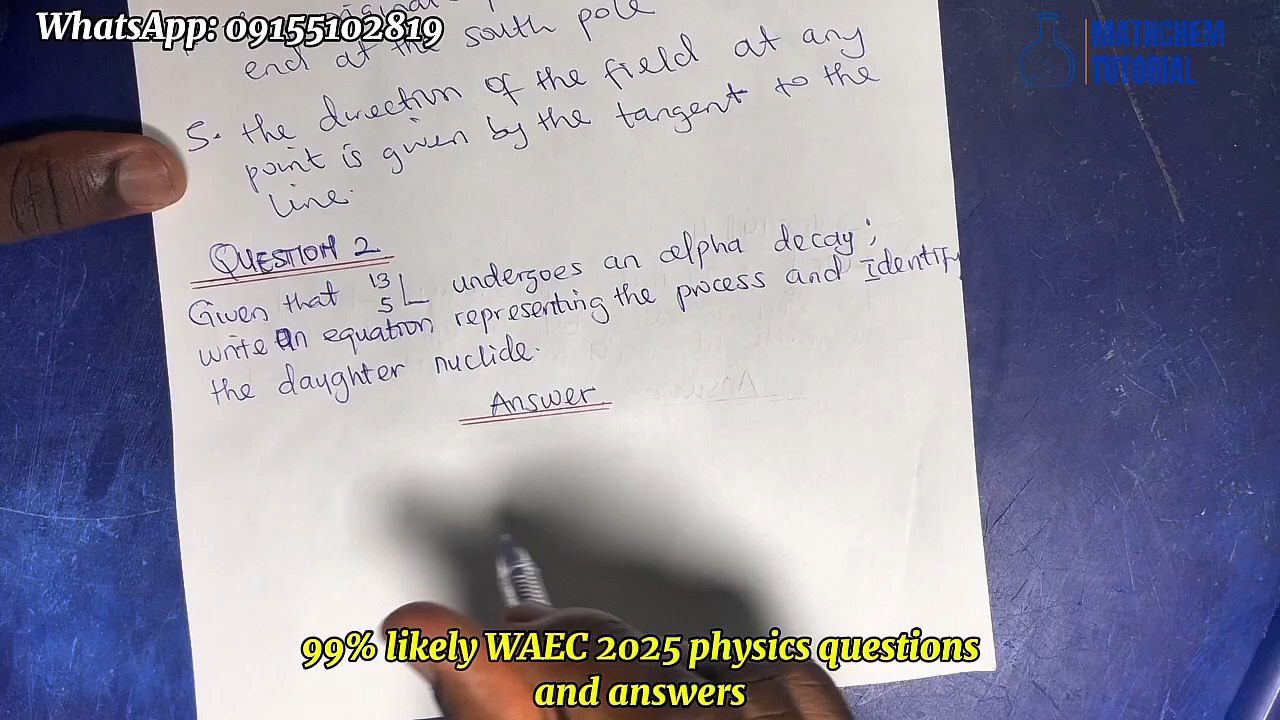 WhatsApp: 09155102819
MATHCHEM
TUTORIAL
end at the south pole
5. the direction of the field at any
point is given by the tangent to the
line.
QUESTION 2
Given that 13 5 L undergoes an alpha decay;
write an equation representing the process and identify
the daughter nuclide.
Answer
99% likely WAEC 2025 physics questions
and answers